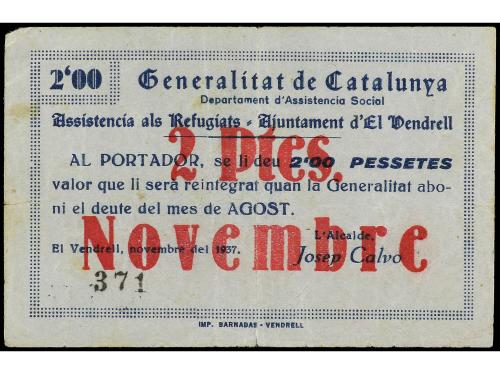 2'00 Generalitat de Catalunya
Departament d'Assistencia Social
Assistencia als Refugiats - Ajuntament d'El Vendrell
2 Ptes.
AL PORTADOR, se li deu 2'00 PESSETES
valor que li serà reintegrat quan la Generalitat abo-
ni el deute del mes de AGOST.
Novembre
L'Alcalde,
El Vendrell, novembre del 1937. Josep Calvo
371
IMP. BARNADAS - VENDRELL